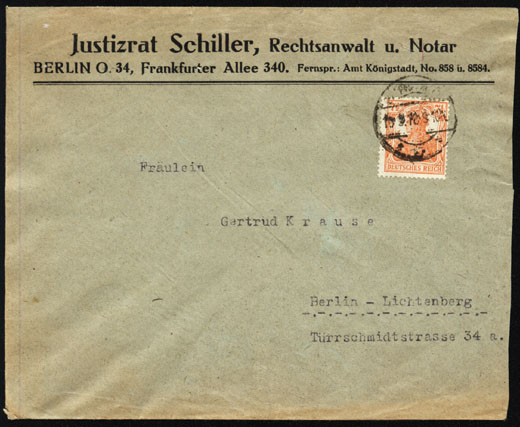 Justizrat Schiller, Rechtsanwalt u. Notar
BERLIN O. 34, Frankfurter Allee 340. Fernspr.: Amt Königstadt, No. 858 u. 8584.
DEUTSCHES REICH
Fräulein
Gertrud Krause
Berlin - Lichtenberg
Türrschmidtstrasse 34 a.